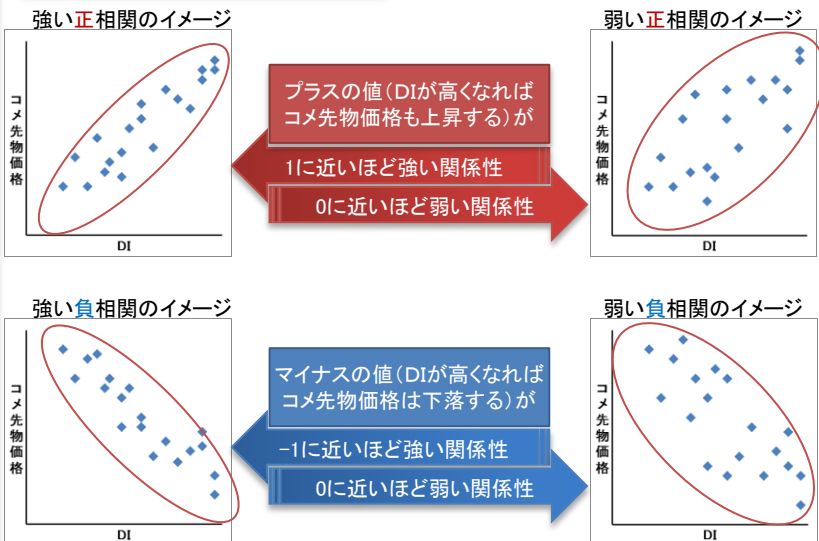 強い正相関のイメージ
弱い正相関のイメージ
コメ先物価格
DI
プラスの値(DIが高くなれば
コメ先物価格も上昇する)が
1に近いほど強い関係性
0に近いほど弱い関係性
コメ先物価格
DI
強い負相関のイメージ
弱い負相関のイメージ
コメ先物価格
DI
マイナスの値(DIが高くなれば
コメ先物価格は下落する)が
-1に近いほど強い関係性
0に近いほど弱い関係性
コメ先物価格
DI